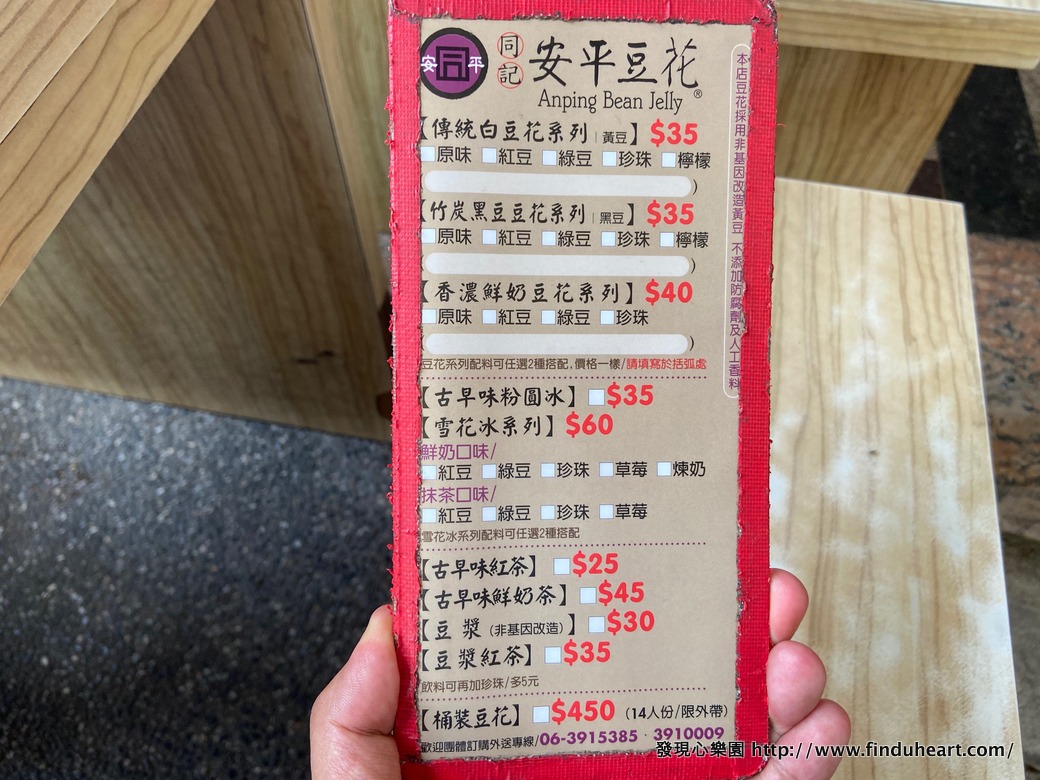 安同平 同記 安平豆花
Anping Bean Jelly®
【傳統白豆花系列|黃豆】$35
□原味 □紅豆 □綠豆 □珍珠 □檸檬
)
【竹炭黑豆豆花系列|黑豆】$35
□原味 □紅豆 □綠豆 □珍珠 □檸檬
)
【香濃鮮奶豆花系列】$40
□原味 □紅豆 □綠豆 □珍珠
)
豆花系列配料可任選2種搭配,價格一樣/請填寫於括弧處
【古早味粉圓冰】□$35
【雪花冰系列】$60
鮮奶口味/
□紅豆 □綠豆 □珍珠 □草莓 □煉奶
抹茶口味/
□紅豆 □綠豆 □珍珠 □草莓
雪花冰系列配料可任選2種搭配
【古早味紅茶】□$25
【古早味鮮奶茶】□$45
【豆漿(非基因改造)】□$30
【豆漿紅茶】□$35
飲料可再加珍珠/多5元
【桶裝豆花】□$450(14人份/限外帶)
歡迎團體訂購外送專線/06-3915385·3910009
本店豆花採用非基因改造黃豆 不添加防腐劑及人工香料
發現心樂園 http://www.finduheart.com/